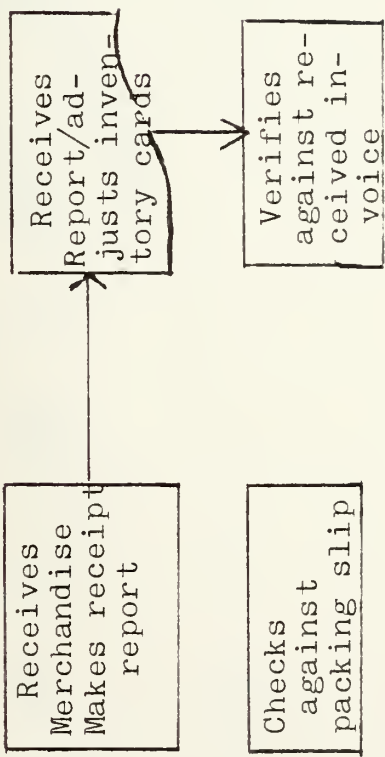 Receives
Merchandise
Makes receipt
report
Checks
against
packing slip
Receives
Report/ad-
justs inven-
tory cards
Verifies
against re-
ceived in-
voice